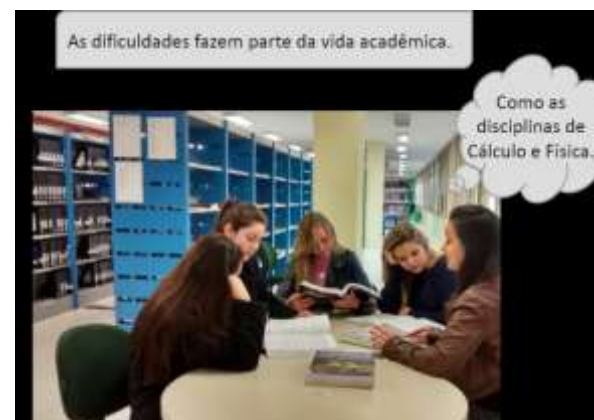 As dificuldades fazem parte da vida acadêmica.
Como as
disciplinas de
Cálculo e Física.